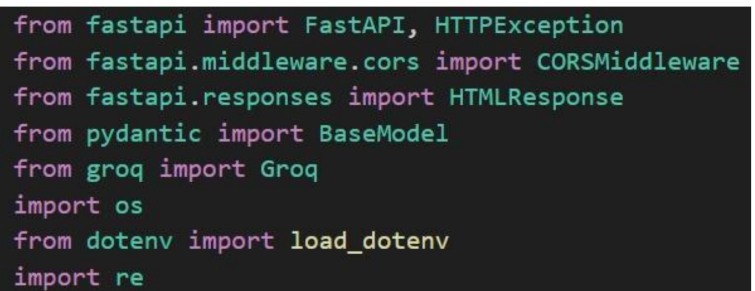 from fastapi import FastAPI, HTTPException
from fastapi.middleware.cors import CORSMiddleware
from fastapi.responses import HTMLResponse
from pydantic import BaseModel
from groq import Groq
import os
from dotenv import load_dotenv
import re